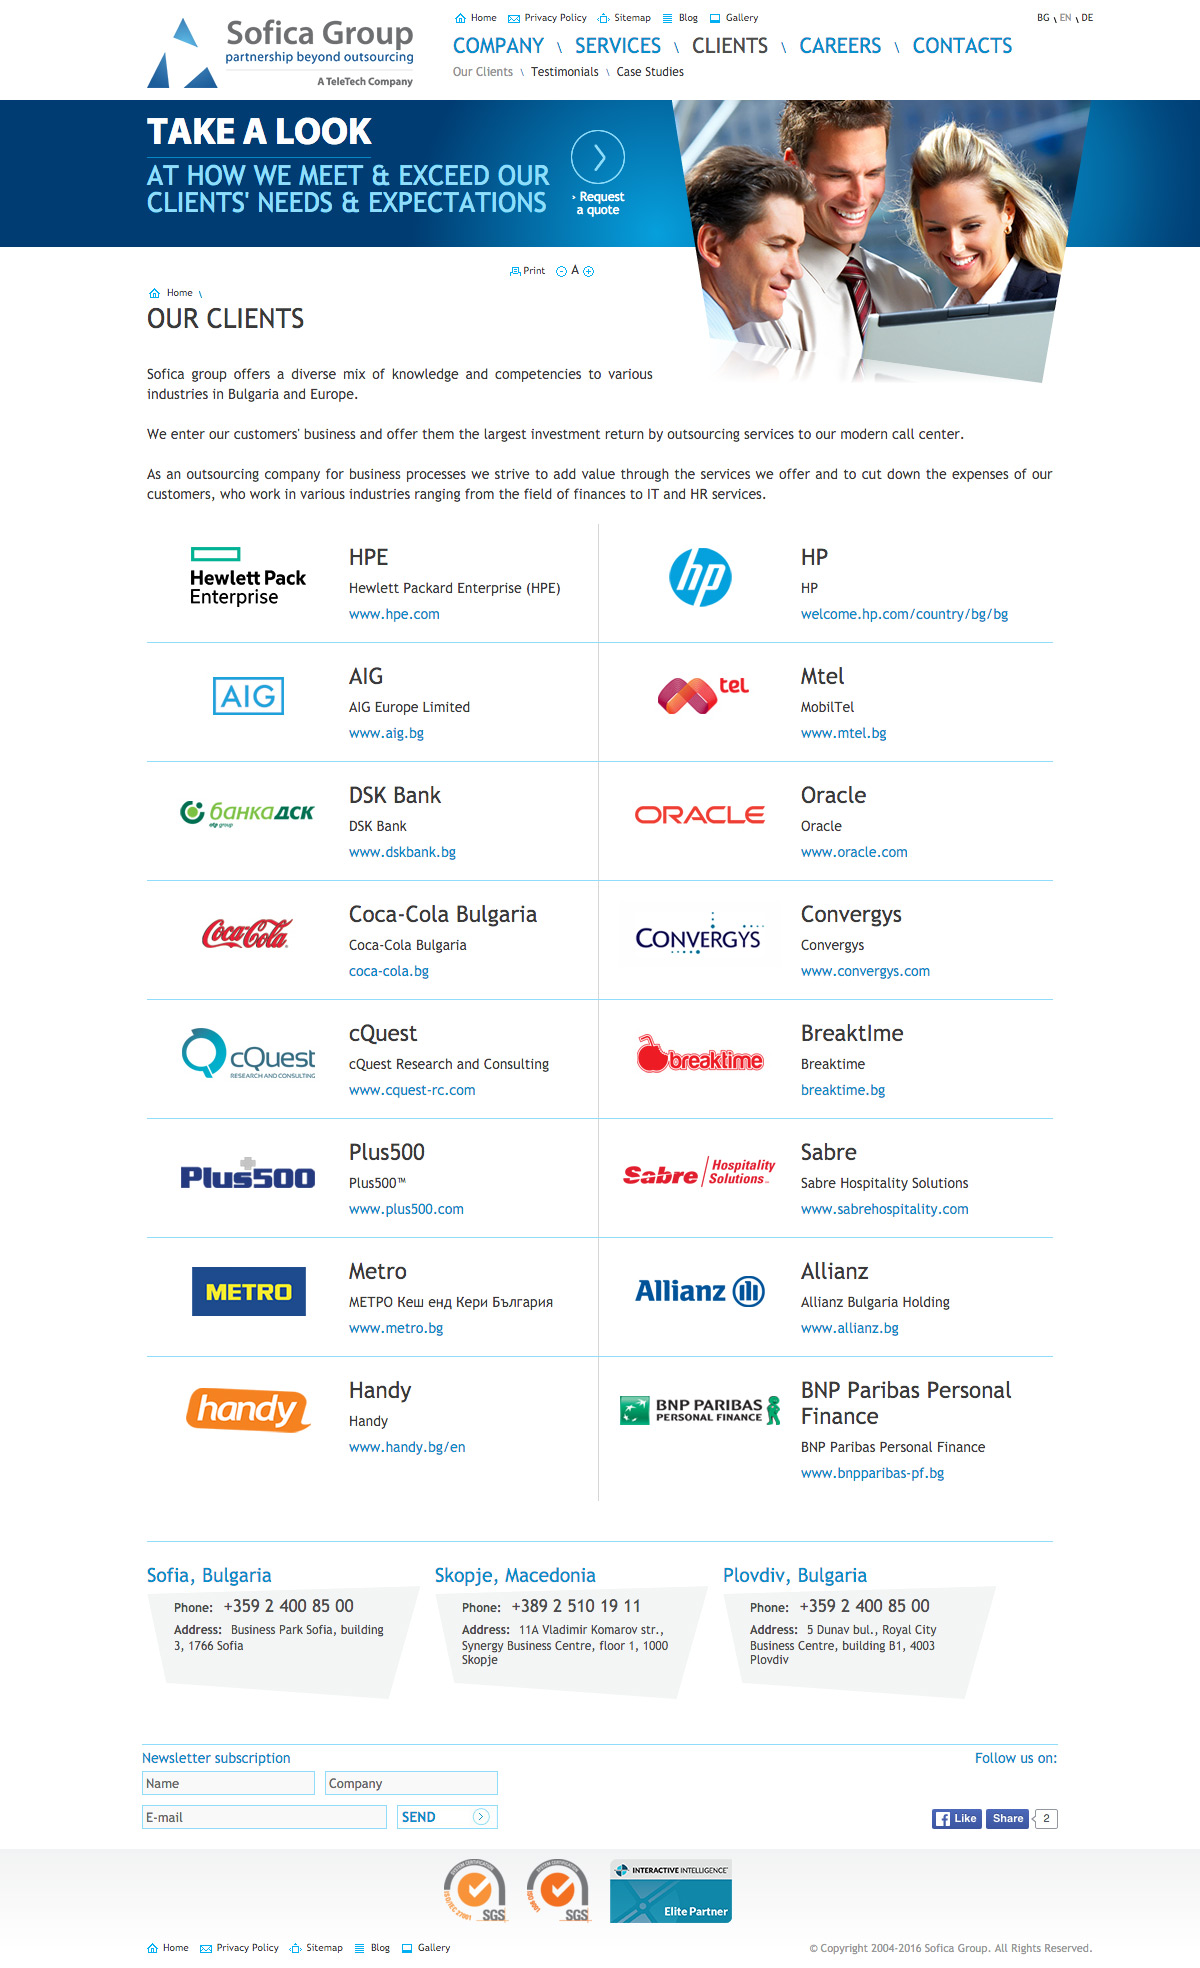 Sofica Group
partnership beyond outsourcing
A TeleTech Company
Home Privacy Policy Sitemap Blog Gallery
BG \ EN \ DE
COMPANY \ SERVICES \ CLIENTS \ CAREERS \ CONTACTS
Our Clients \ Testimonials \ Case Studies
TAKE A LOOK
AT HOW WE MEET & EXCEED OUR
CLIENTS' NEEDS & EXPECTATIONS
› Request
a quote
Print - A +
Home \
OUR CLIENTS
Sofica group offers a diverse mix of knowledge and competencies to various
industries in Bulgaria and Europe.
We enter our customers' business and offer them the largest investment return by outsourcing services to our modern call center.
As an outsourcing company for business processes we strive to add value through the services we offer and to cut down the expenses of our
customers, who work in various industries ranging from the field of finances to IT and HR services.
Hewlett Pack
Enterprise
HPE
Hewlett Packard Enterprise (HPE)
www.hpe.com
hp
HP
HP
welcome.hp.com/country/bg/bg
AIG
AIG
AIG Europe Limited
www.aig.bg
tel
Mtel
MobilTel
www.mtel.bg
банкадск
otp group
DSK Bank
DSK Bank
www.dskbank.bg
ORACLE
Oracle
Oracle
www.oracle.com
Coca-Cola
Coca-Cola Bulgaria
Coca-Cola Bulgaria
coca-cola.bg
CONVERGYS
Convergys
Convergys
www.convergys.com
cQuest
RESEARCH AND CONSULTING
cQuest
cQuest Research and Consulting
www.cquest-rc.com
breaktime
BreaktIme
Breaktime
breaktime.bg
Plus500
Plus500
Plus500™
www.plus500.com
Sabre Hospitality
Solutions
Sabre
Sabre Hospitality Solutions
www.sabrehospitality.com
METRO
Metro
МЕТРО Кеш енд Кери България
www.metro.bg
Allianz
Allianz
Allianz Bulgaria Holding
www.allianz.bg
handy
Handy
Handy
www.handy.bg/en
BNP PARIBAS
PERSONAL FINANCE
BNP Paribas Personal
Finance
BNP Paribas Personal Finance
www.bnpparibas-pf.bg
Sofia, Bulgaria
Phone: +359 2 400 85 00
Address: Business Park Sofia, building
3, 1766 Sofia
Skopje, Macedonia
Phone: +389 2 510 19 11
Address: 11A Vladimir Komarov str.,
Synergy Business Centre, floor 1, 1000
Skopje
Plovdiv, Bulgaria
Phone: +359 2 400 85 00
Address: 5 Dunav bul., Royal City
Business Centre, building B1, 4003
Plovdiv
Newsletter subscription
Follow us on:
Name Company
E-mail SEND
Like Share 2
SYSTEM CERTIFICATION
ISO/IEC 27001
SGS
SYSTEM CERTIFICATION
ISO 9001
SGS
INTERACTIVE INTELLIGENCE
Elite Partner
Home Privacy Policy Sitemap Blog Gallery
© Copyright 2004-2016 Sofica Group. All Rights Reserved.